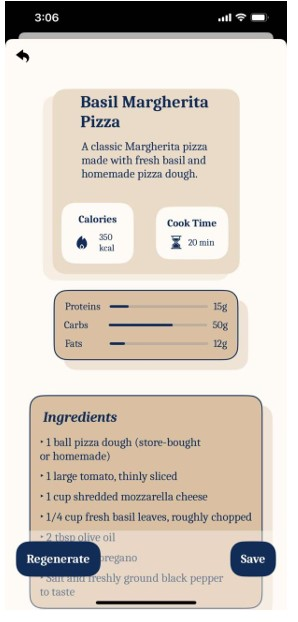 3:06
Basil Margherita
Pizza
A classic Margherita pizza
made with fresh basil and
homemade pizza dough.
Calories
350
kcal
Cook Time
20 min
Proteins 15g
Carbs 50g
Fats 12g
Ingredients
• 1 ball pizza dough (store-bought
or homemade)
• 1 large tomato, thinly sliced
• 1 cup shredded mozzarella cheese
• 1/4 cup fresh basil leaves, roughly chopped
• 2 tbsp olive oil
oregano
Regenerate
Save
• Salt and freshly ground black pepper
to taste